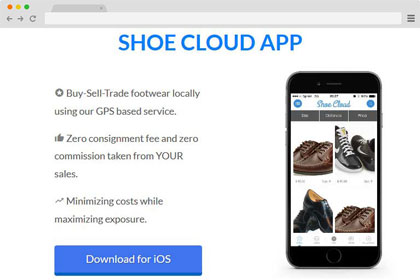 SHOE CLOUD APP
Buy-Sell-Trade footwear locally
using our GPS based service.
Zero consignment fee and zero
commission taken from YOUR
sales.
Minimizing costs while
maximizing exposure.
Download for iOS
Shoe Cloud
Size Distance Price